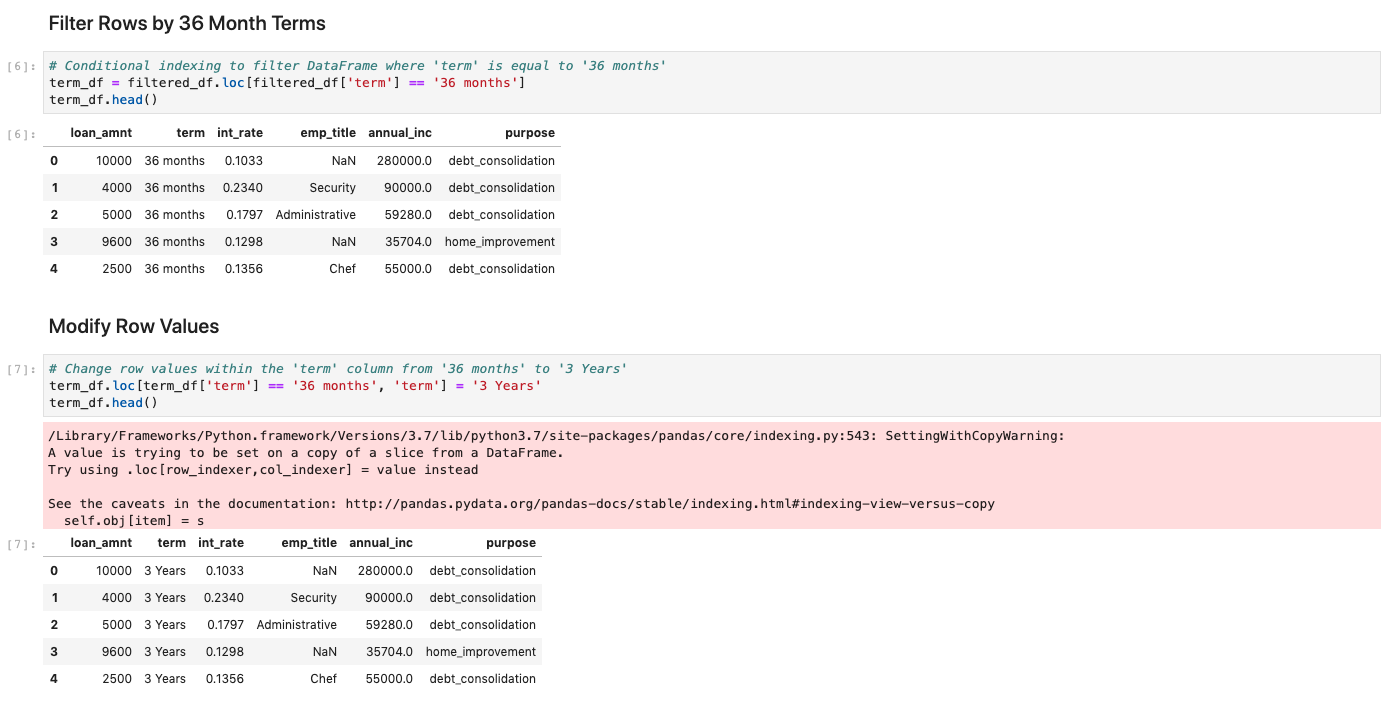 Filter Rows by 36 Month Terms
[6]: # Conditional indexing to filter DataFrame where 'term' is equal to '36 months'
term_df = filtered_df.loc[filtered_df['term'] == '36 months']
term_df.head()
[6]: loan_amnt term int_rate emp_title annual_inc purpose
0 10000 36 months 0.1033 NaN 280000.0 debt_consolidation
1 4000 36 months 0.2340 Security 90000.0 debt_consolidation
2 5000 36 months 0.1797 Administrative 59280.0 debt_consolidation
3 9600 36 months 0.1298 NaN 35704.0 home_improvement
4 2500 36 months 0.1356 Chef 55000.0 debt_consolidation
Modify Row Values
[7]: # Change row values within the 'term' column from '36 months' to '3 Years'
term_df.loc[term_df['term'] == '36 months', 'term'] = '3 Years'
term_df.head()
/Library/Frameworks/Python.framework/Versions/3.7/lib/python3.7/site-packages/pandas/core/indexing.py:543: SettingWithCopyWarning:
A value is trying to be set on a copy of a slice from a DataFrame.
Try using .loc[row_indexer,col_indexer] = value instead
See the caveats in the documentation: http://pandas.pydata.org/pandas-docs/stable/indexing.html#indexing-view-versus-copy
self.obj[item] = s
[7]: loan_amnt term int_rate emp_title annual_inc purpose
0 10000 3 Years 0.1033 NaN 280000.0 debt_consolidation
1 4000 3 Years 0.2340 Security 90000.0 debt_consolidation
2 5000 3 Years 0.1797 Administrative 59280.0 debt_consolidation
3 9600 3 Years 0.1298 NaN 35704.0 home_improvement
4 2500 3 Years 0.1356 Chef 55000.0 debt_consolidation